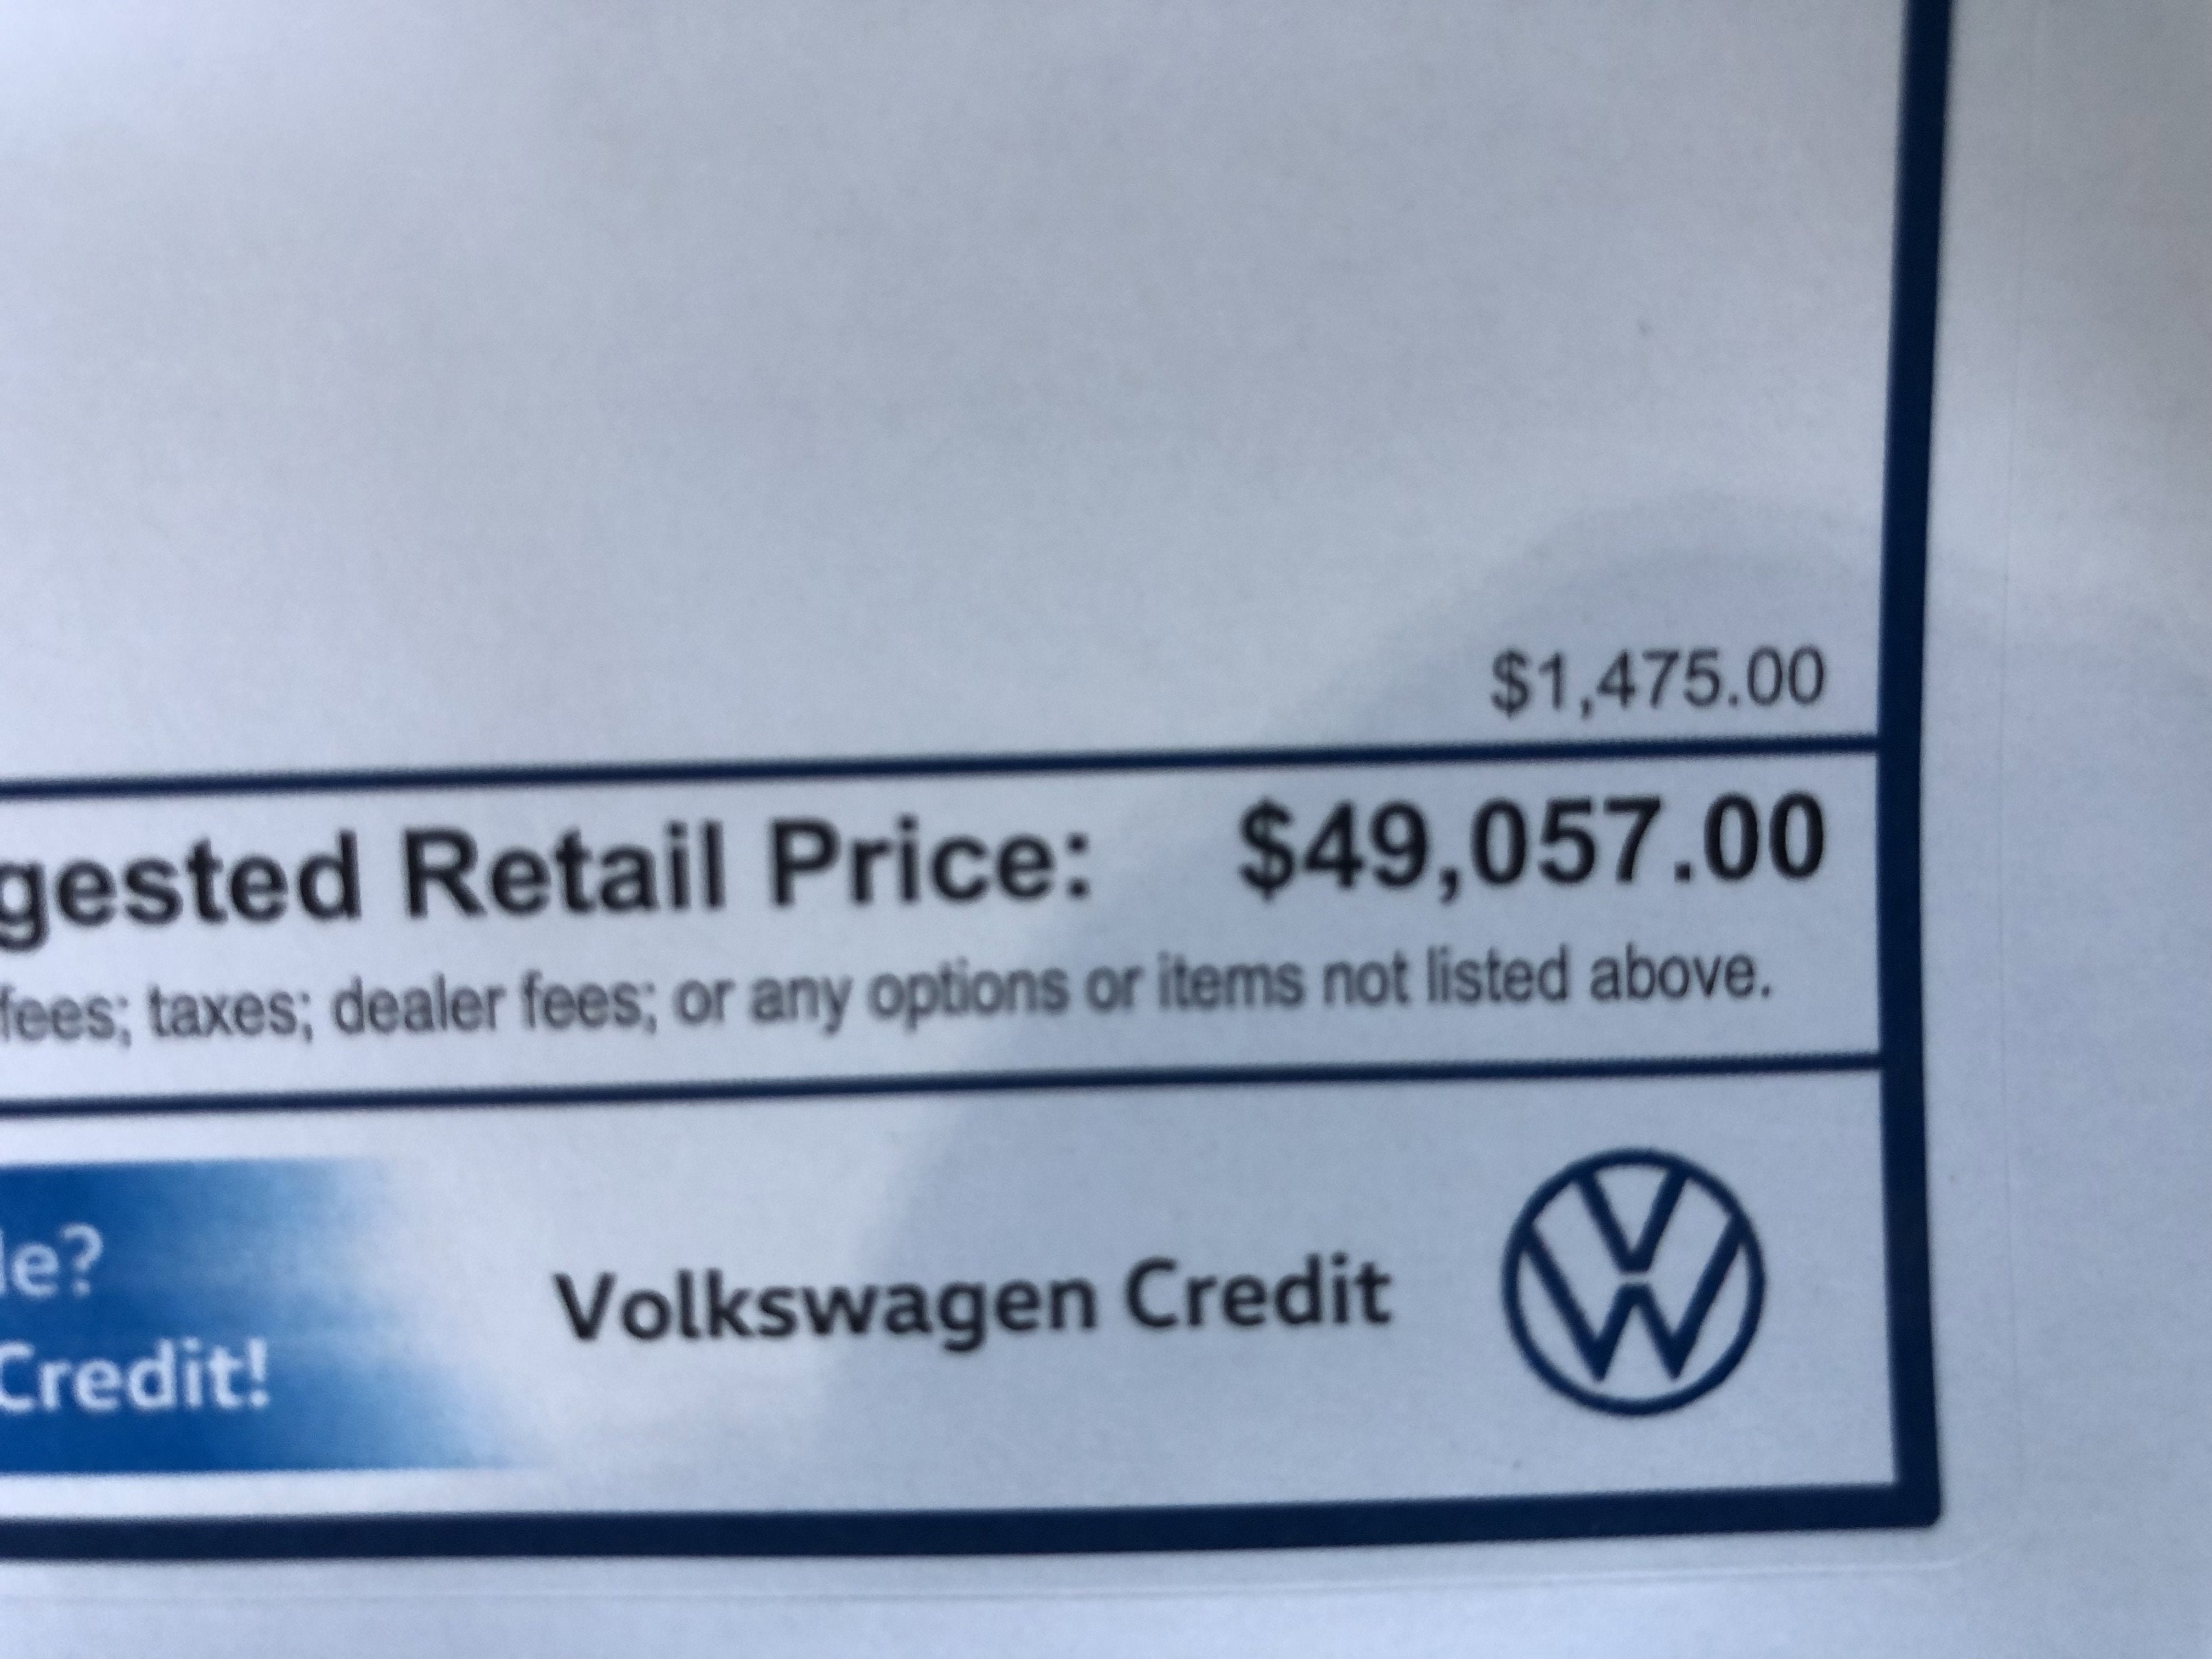 $1,475.00
gested Retail Price: $49,057.00
fees; taxes; dealer fees; or any options or items not listed above.
le?
Credit!
Volkswagen Credit